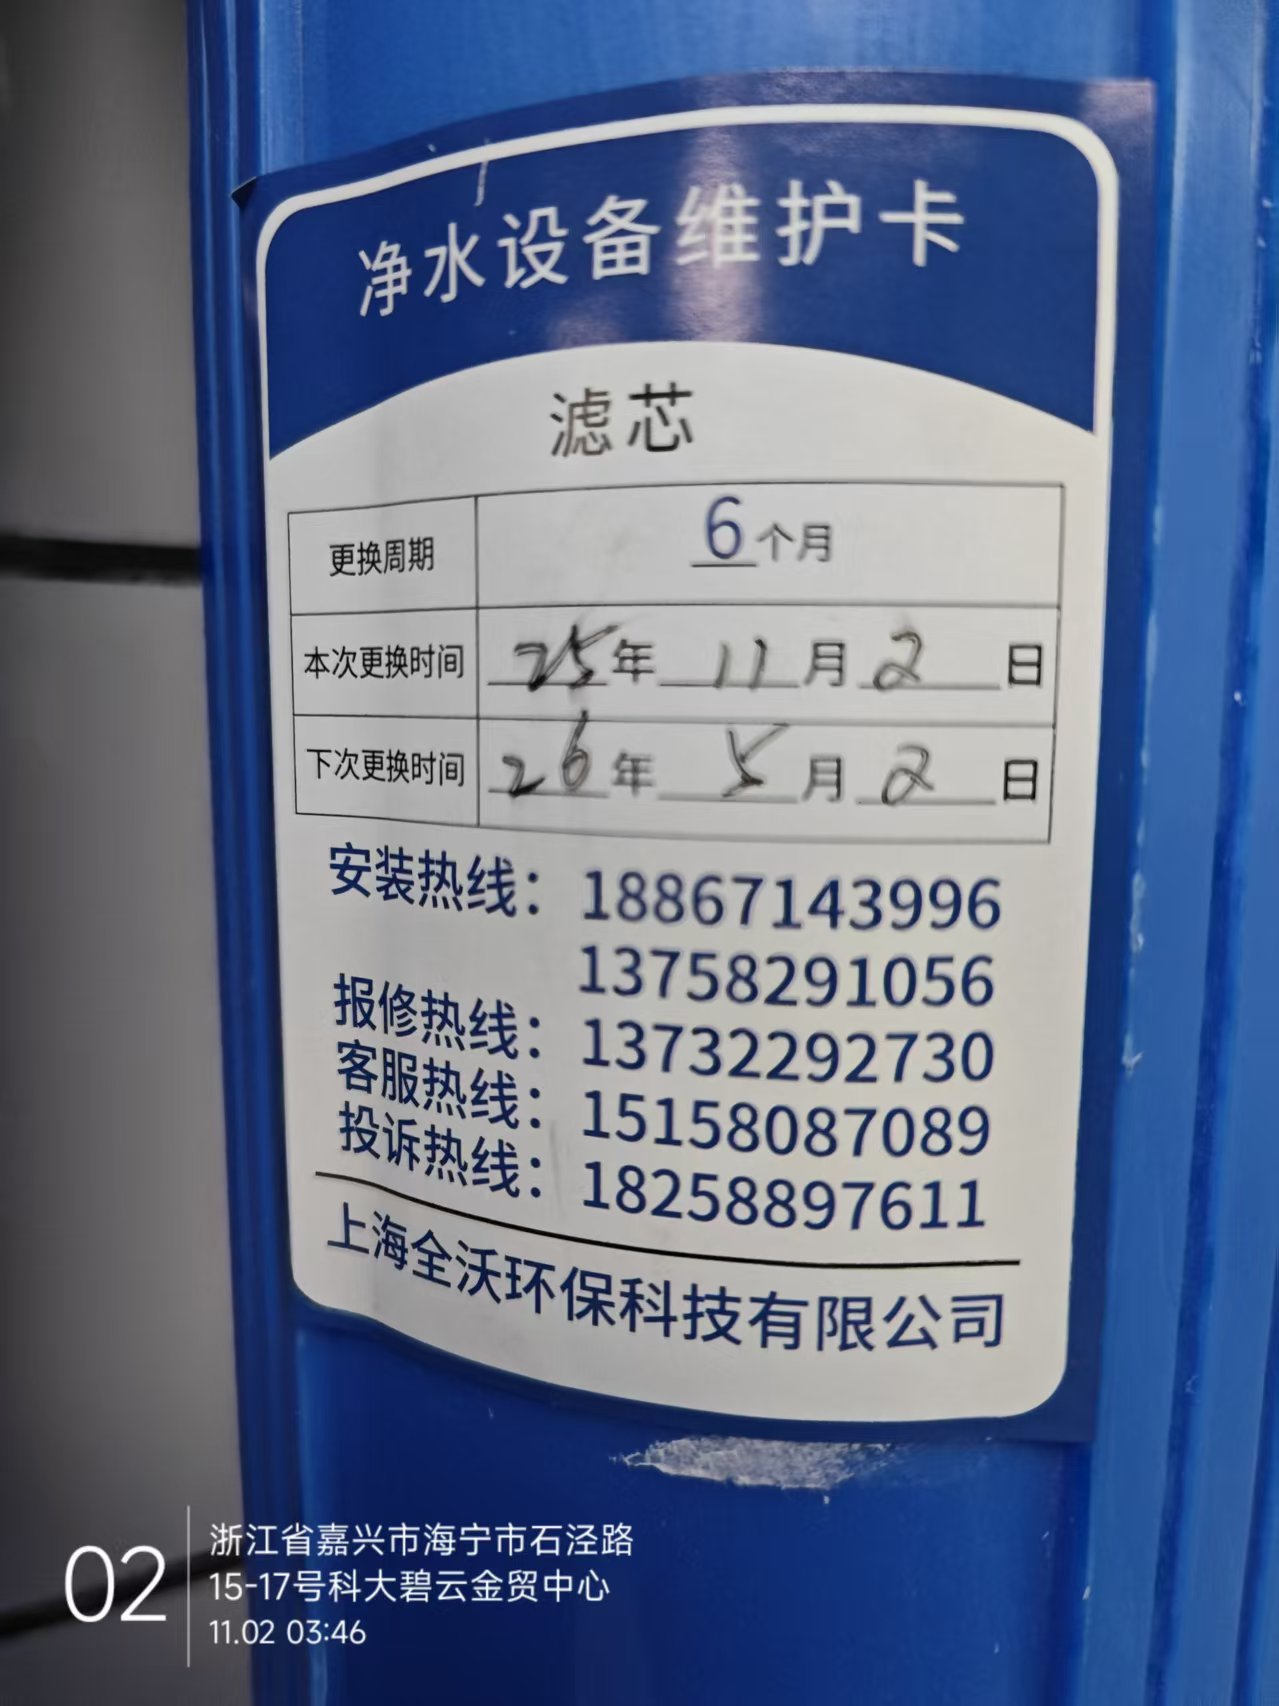 净水设备维护卡
滤芯
更换周期 6个月
本次更换时间 25年 11月 2日
下次更换时间 26年 5月 2日
安装热线：18867143996
13758291056
报修热线：13732292730
客服热线：15158087089
投诉热线：18258897611
上海全沃环保科技有限公司
02
浙江省嘉兴市海宁市石泾路
15-17号科大碧云金贸中心
11.02 03:46